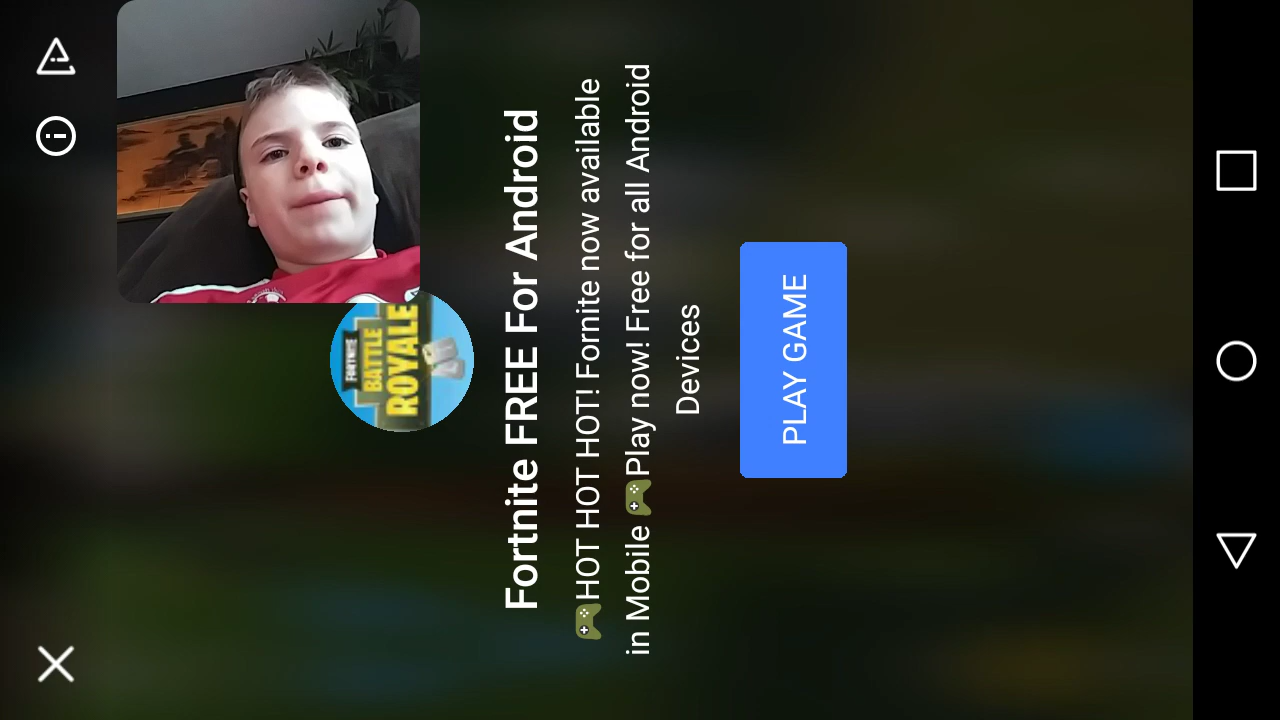 FORTNITE
BATTLE
ROYALE
Fortnite FREE For Android
🎮HOT HOT HOT! Fornite now available
in Mobile 🎮Play now! Free for all Android
Devices
PLAY GAME